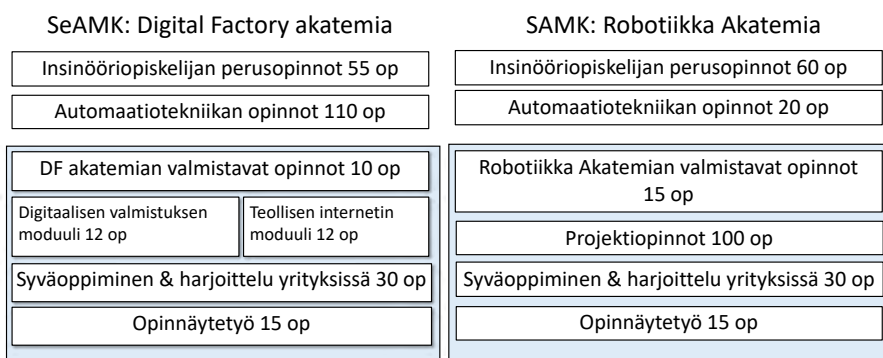 SeAMK: Digital Factory akatemia
Insinööriopiskelijan perusopinnot 55 op
Automaatiotekniikan opinnot 110 op
DF akatemian valmistavat opinnot 10 op
Digitaalisen valmistuksen
moduuli 12 op
Teollisen internetin
moduuli 12 op
Syväoppiminen & harjoittelu yrityksissä 30 op
Opinnäytetyö 15 op
SAMK: Robotiikka Akatemia
Insinööriopiskelijan perusopinnot 60 op
Automaatiotekniikan opinnot 20 op
Robotiikka Akatemian valmistavat opinnot
15 op
Projektiopinnot 100 op
Syväoppiminen & harjoittelu yrityksissä 30 op
Opinnäytetyö 15 op